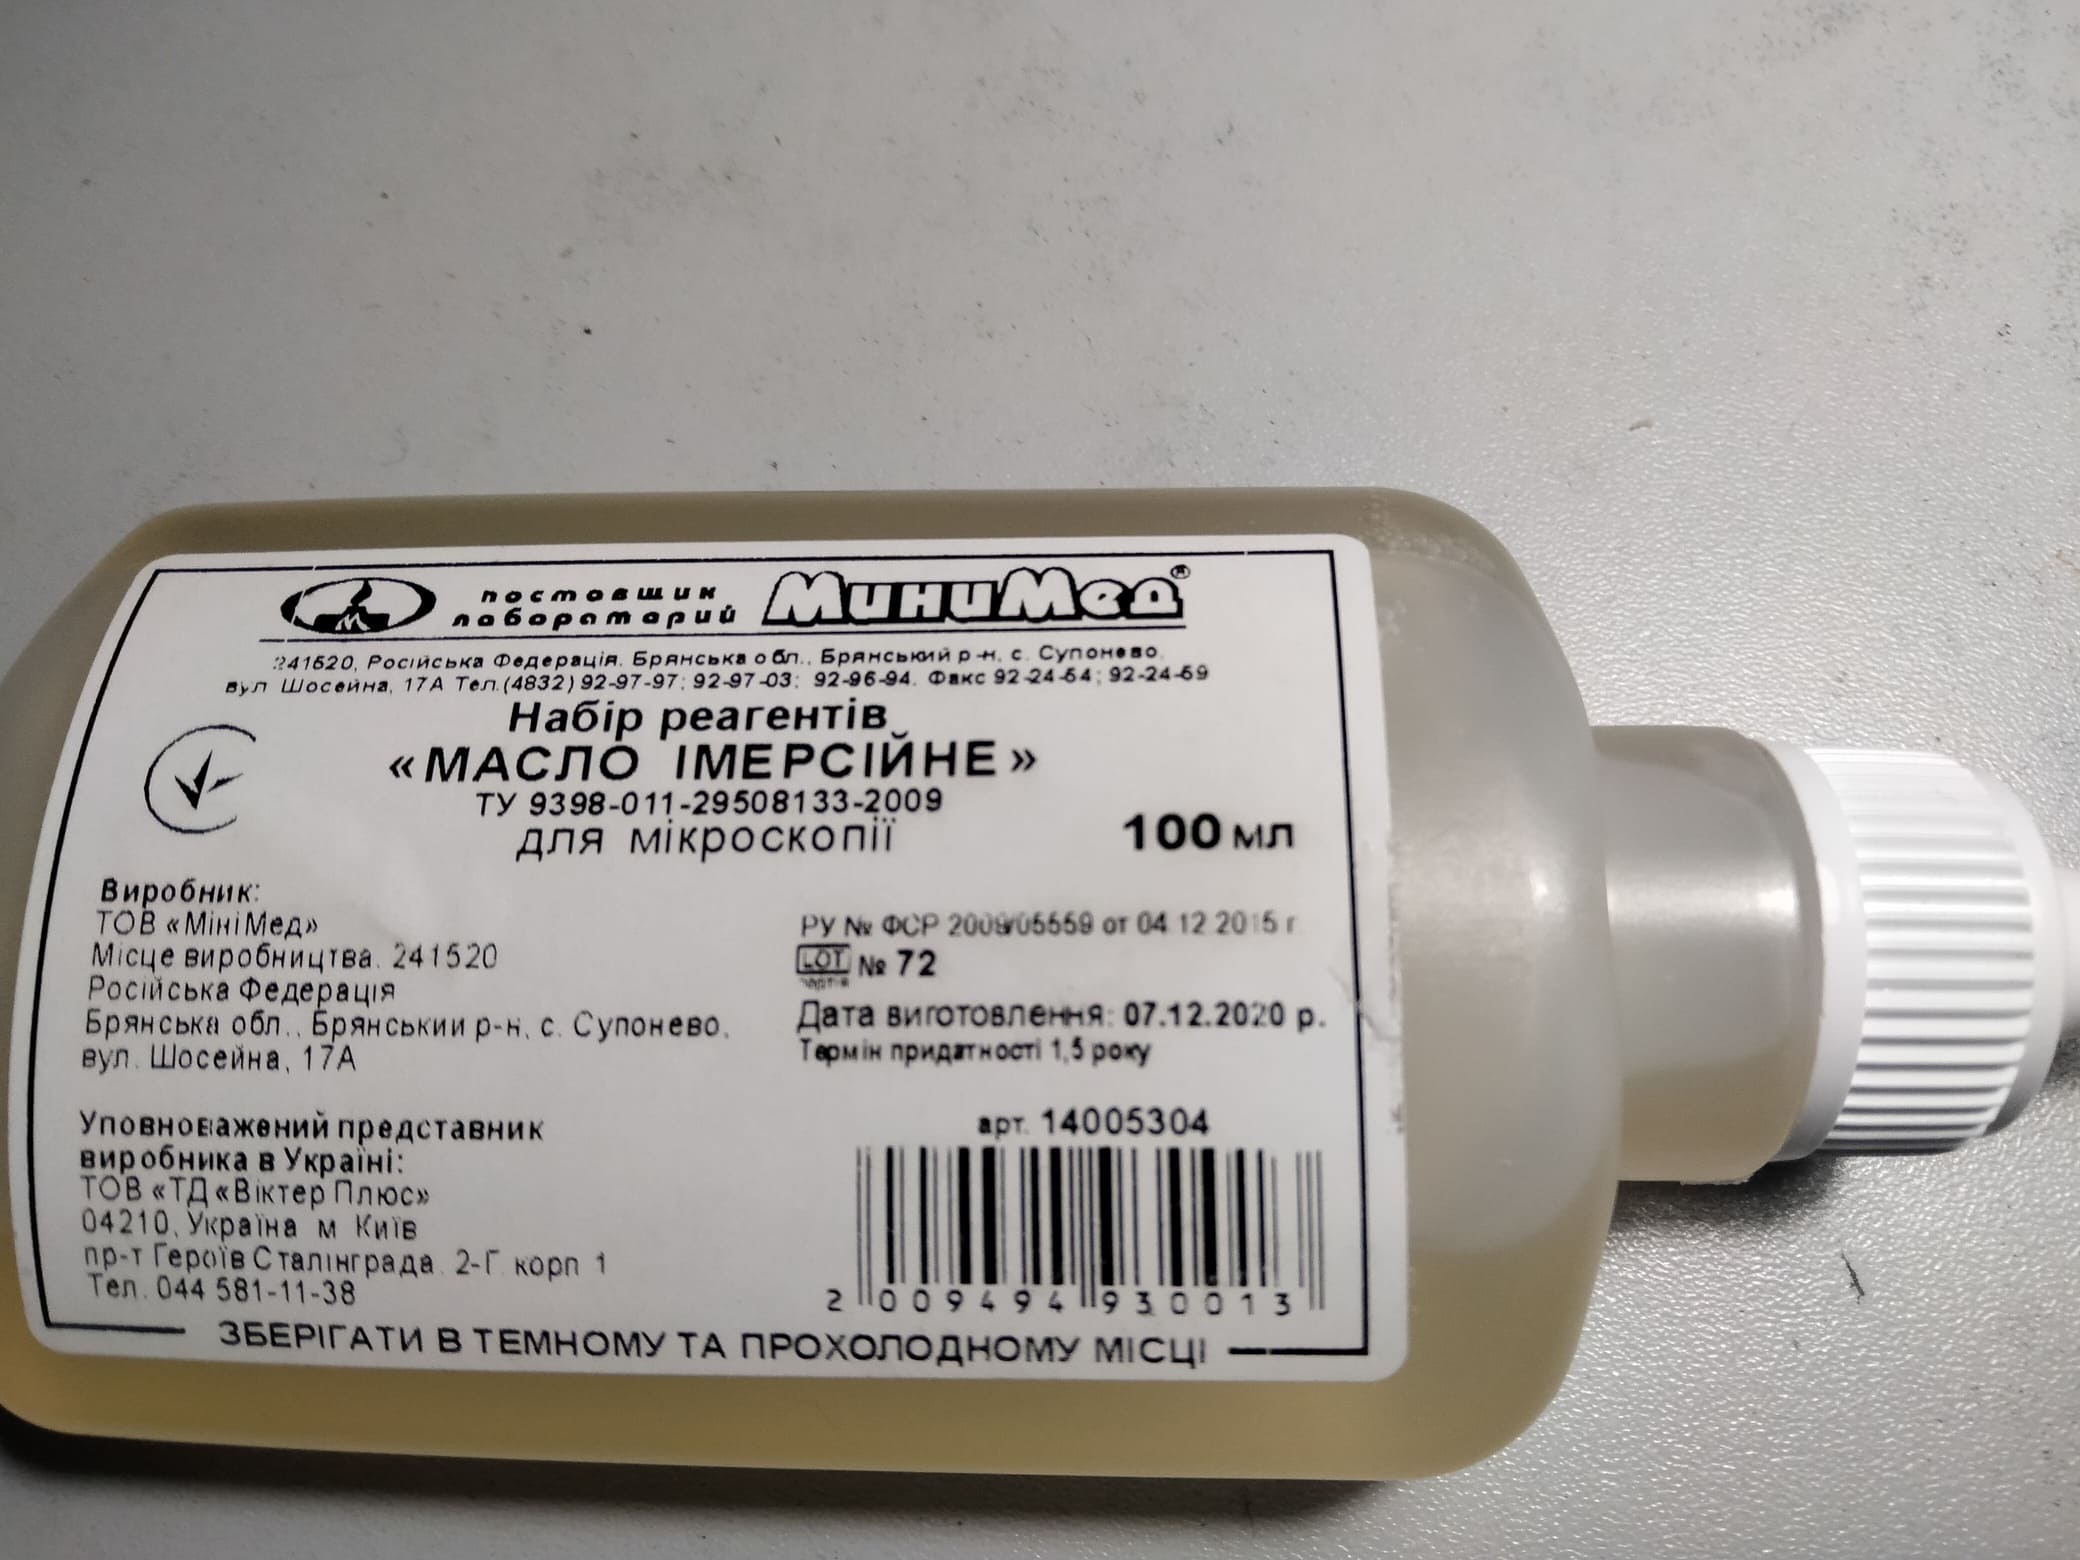 поставщик
лабораторий
МиниМед®
241520, Російська Федерація, Брянська обл., Брянський р-н, с. Супонево,
вул Шосейна, 17А Тел.(4832) 92-97-97; 92-97-03; 92-96-94. Факс 92-24-54; 92-24-59
Набір реагентів
«МАСЛО ІМЕРСІЙНЕ»
ТУ 9398-011-29508133-2009
для мікроскопії
100 мл
Виробник:
ТОВ «МініМед»
Місце виробництва. 241520
Російська Федерація
Брянська обл., Брянський р-н, с. Супонево,
вул. Шосейна, 17А
РУ № ФСР 2009/05559 от 04.12.2015 г
LOT № 72
партія
Дата виготовлення: 07.12.2020 р.
Термін придатності 1,5 року
Уповноважений представник
виробника в Україні:
ТОВ «ТД «Віктер Плюс»
04210, Україна м Київ
пр-т Героїв Сталінграда. 2-Г корп 1
Тел. 044 581-11-38
арт. 14005304
2 009494 930013
ЗБЕРІГАТИ В ТЕМНОМУ ТА ПРОХОЛОДНОМУ МІСЦІ